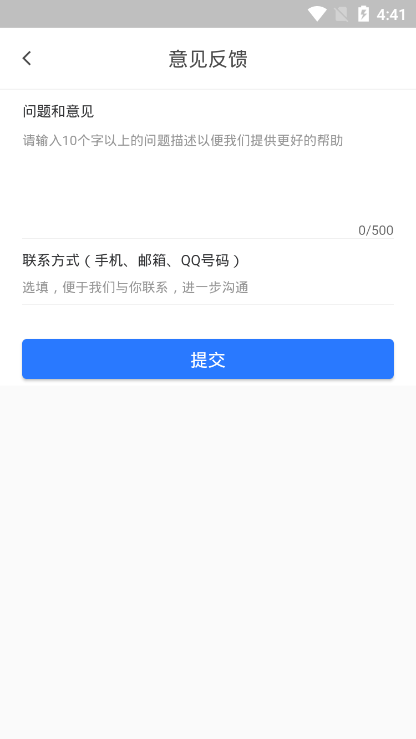 4:41
意见反馈
问题和意见
请输入10个字以上的问题描述以便我们提供更好的帮助
0/500
联系方式（手机、邮箱、QQ号码）
选填，便于我们与你联系，进一步沟通
提交